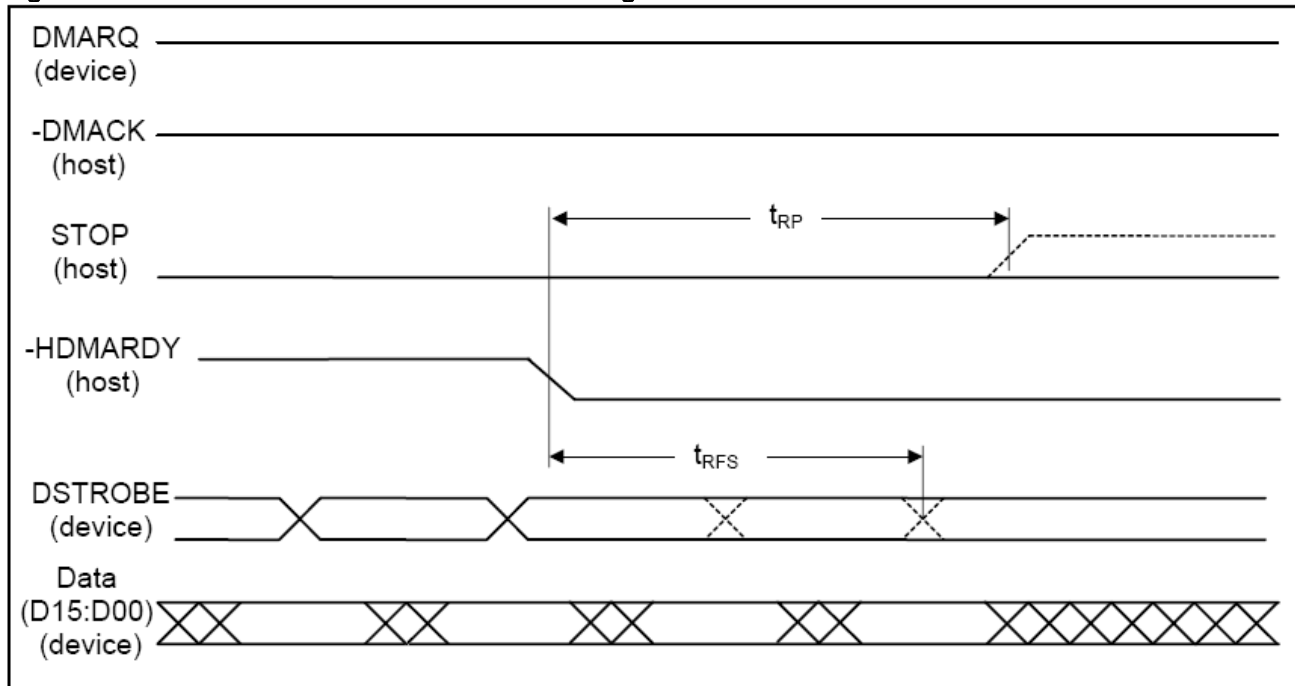 DMARQ
(device)
-DMACK
(host)
STOP
(host)
tRP
-HDMARDY
(host)
tRFS
DSTROBE
(device)
Data
(D15:D00)
(device)